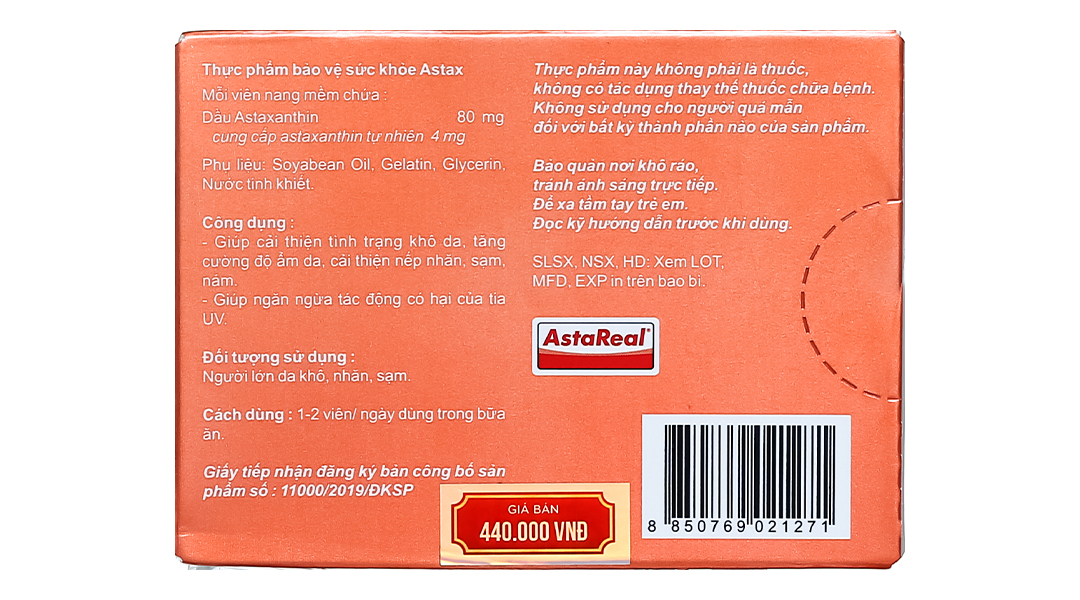 Thực phẩm bảo vệ sức khỏe Astax
Mỗi viên nang mềm chứa :
Dầu Astaxanthin 80 mg
cung cấp astaxanthin tự nhiên 4 mg
Phụ liệu: Soyabean Oil, Gelatin, Glycerin,
Nước tinh khiết.
Công dụng :
- Giúp cải thiện tình trạng khô da, tăng
cường độ ẩm da, cải thiện nếp nhăn, sạm,
nám.
- Giúp ngăn ngừa tác động có hại của tia
UV.
Đối tượng sử dụng :
Người lớn da khô, nhăn, sạm.
Cách dùng : 1-2 viên/ ngày dùng trong bữa
ăn.
Giấy tiếp nhận đăng ký bản công bố sản
phẩm số : 11000/2019/ĐKSP
Thực phẩm này không phải là thuốc,
không có tác dụng thay thế thuốc chữa bệnh.
Không sử dụng cho người quá mẫn
đối với bất kỳ thành phần nào của sản phẩm.
Bảo quản nơi khô ráo,
tránh ánh sáng trực tiếp.
Để xa tầm tay trẻ em.
Đọc kỹ hướng dẫn trước khi dùng.
SLSX, NSX, HD: Xem LOT,
MFD, EXP in trên bao bì.
AstaReal®
GIÁ BÁN
440.000 VNĐ
8 850769 021271